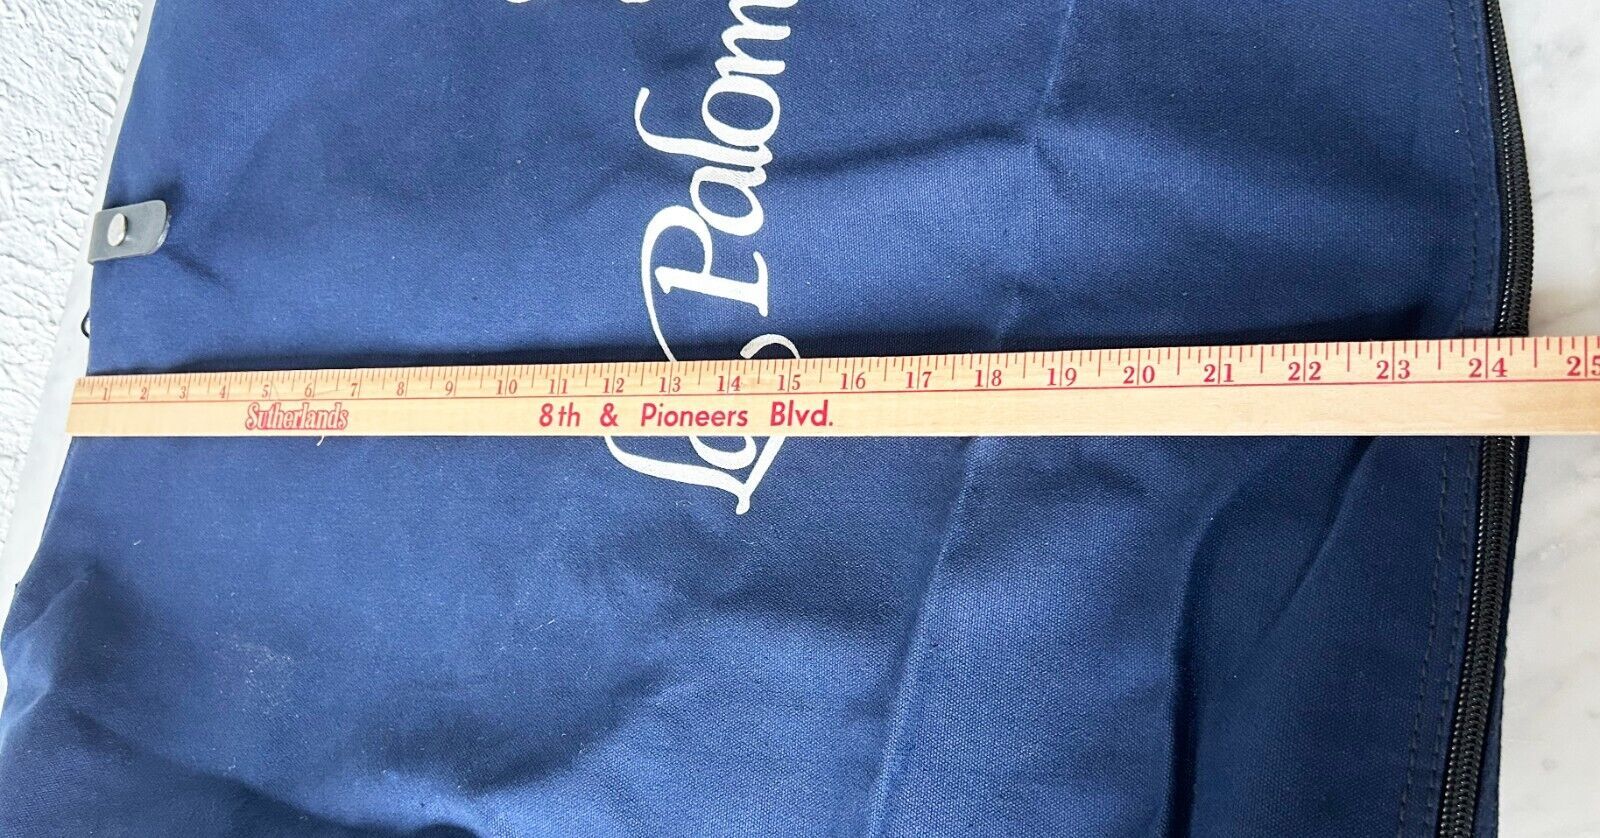 Las Palom
1 2 3 4 5 6 7 8 9 10 11 12 13 14 15 16 17 18 19 20 21 22 23 24 25
Sutherlands 8th & Pioneers Blvd.